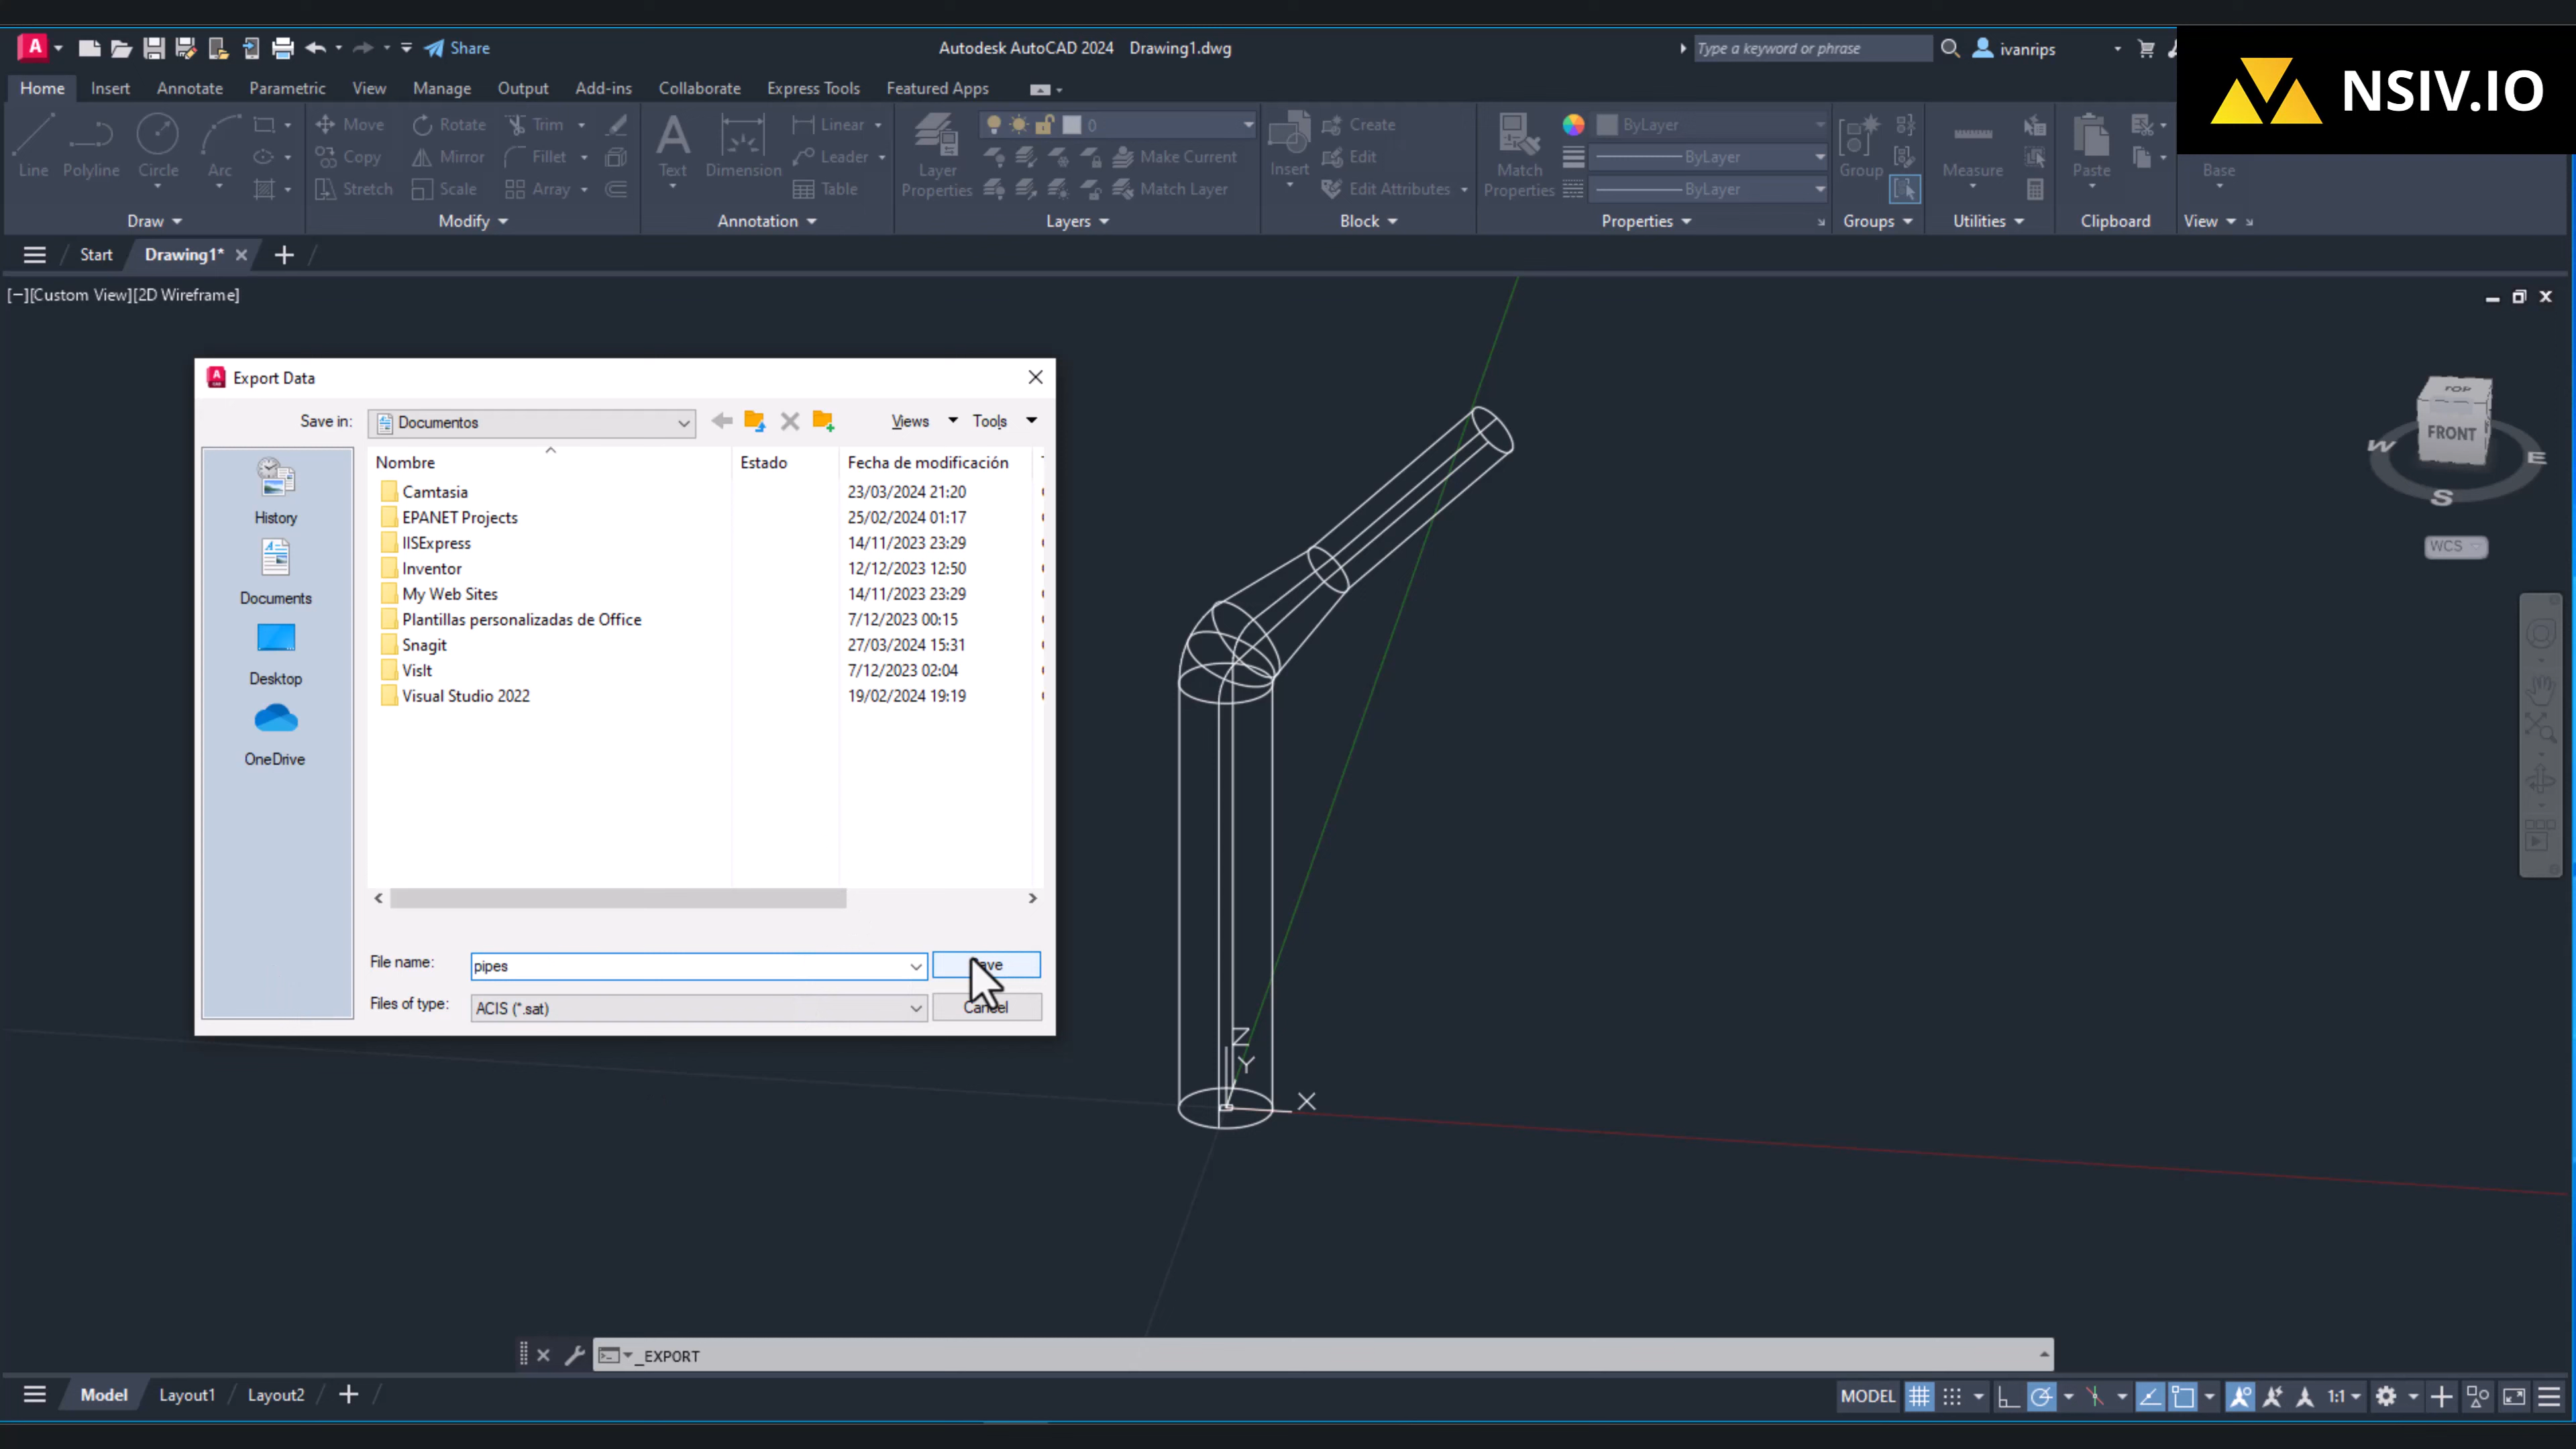 Share
Autodesk AutoCAD 2024 Drawing1.dwg
Type a keyword or phrase
ivanrips
NSIV.IO
Home Insert Annotate Parametric View Manage Output Add-ins Collaborate Express Tools Featured Apps
Line Polyline Circle Arc
Move Rotate Trim
Copy Mirror Fillet
Stretch Scale Array
Text Dimension
Linear
Leader
Table
Layer Properties
0
Make Current
Match Layer
Insert
Create
Edit
Edit Attributes
Match Properties
ByLayer
ByLayer
ByLayer
Group
Measure
Paste
Base
Draw Modify Annotation Layers Block Properties Groups Utilities Clipboard View
Start Drawing1* +
[−][Custom View][2D Wireframe]
TOP
FRONT
W
E
S
WCS
Export Data
Save in: Documentos Views Tools
History
Documents
Desktop
OneDrive
Nombre Estado Fecha de modificación
Camtasia 23/03/2024 21:20
EPANET Projects 25/02/2024 01:17
IISExpress 14/11/2023 23:29
Inventor 12/12/2023 12:50
My Web Sites 14/11/2023 23:29
Plantillas personalizadas de Office 7/12/2023 00:15
Snagit 27/03/2024 15:31
VisIt 7/12/2023 02:04
Visual Studio 2022 19/02/2024 19:19
File name: pipes
Files of type: ACIS (*.sat) Cancel
Z
Y
X
_EXPORT
Model Layout1 Layout2 +
MODEL 1:1